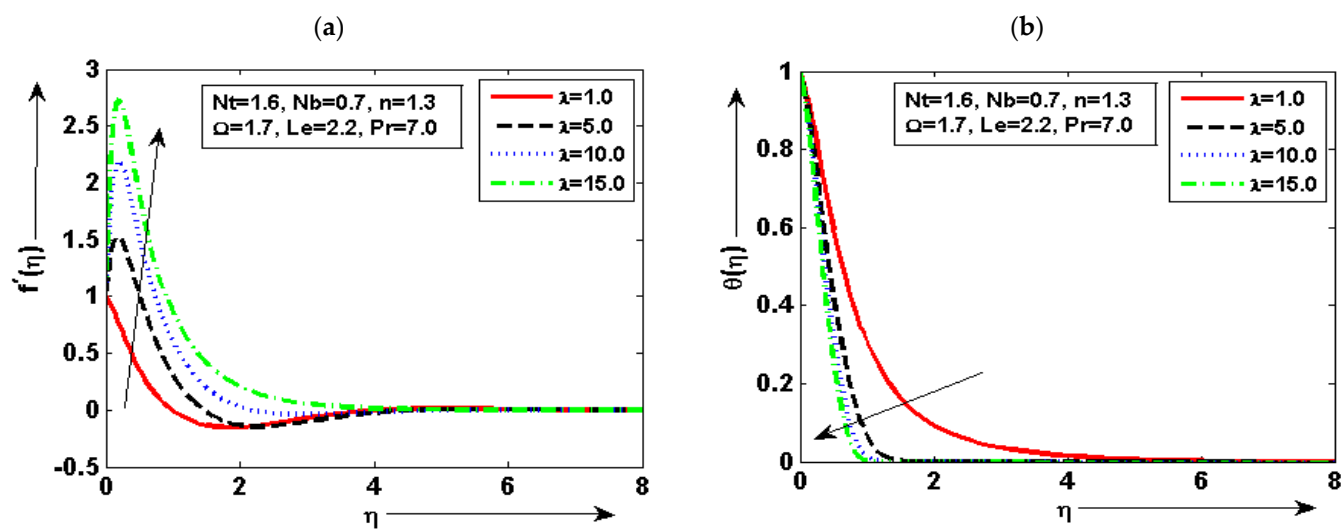 (a)
f'(η)
3
2.5
2
1.5
1
0.5
0
-0.5
Nt=1.6, Nb=0.7, n=1.3
Ω=1.7, Le=2.2, Pr=7.0
λ=1.0
λ=5.0
λ=10.0
λ=15.0
0 2 4 6 8
η
(b)
θ(η)
1
0.8
0.6
0.4
0.2
0
Nt=1.6, Nb=0.7, n=1.3
Ω=1.7, Le=2.2, Pr=7.0
λ=1.0
λ=5.0
λ=10.0
λ=15.0
0 2 4 6 8
η